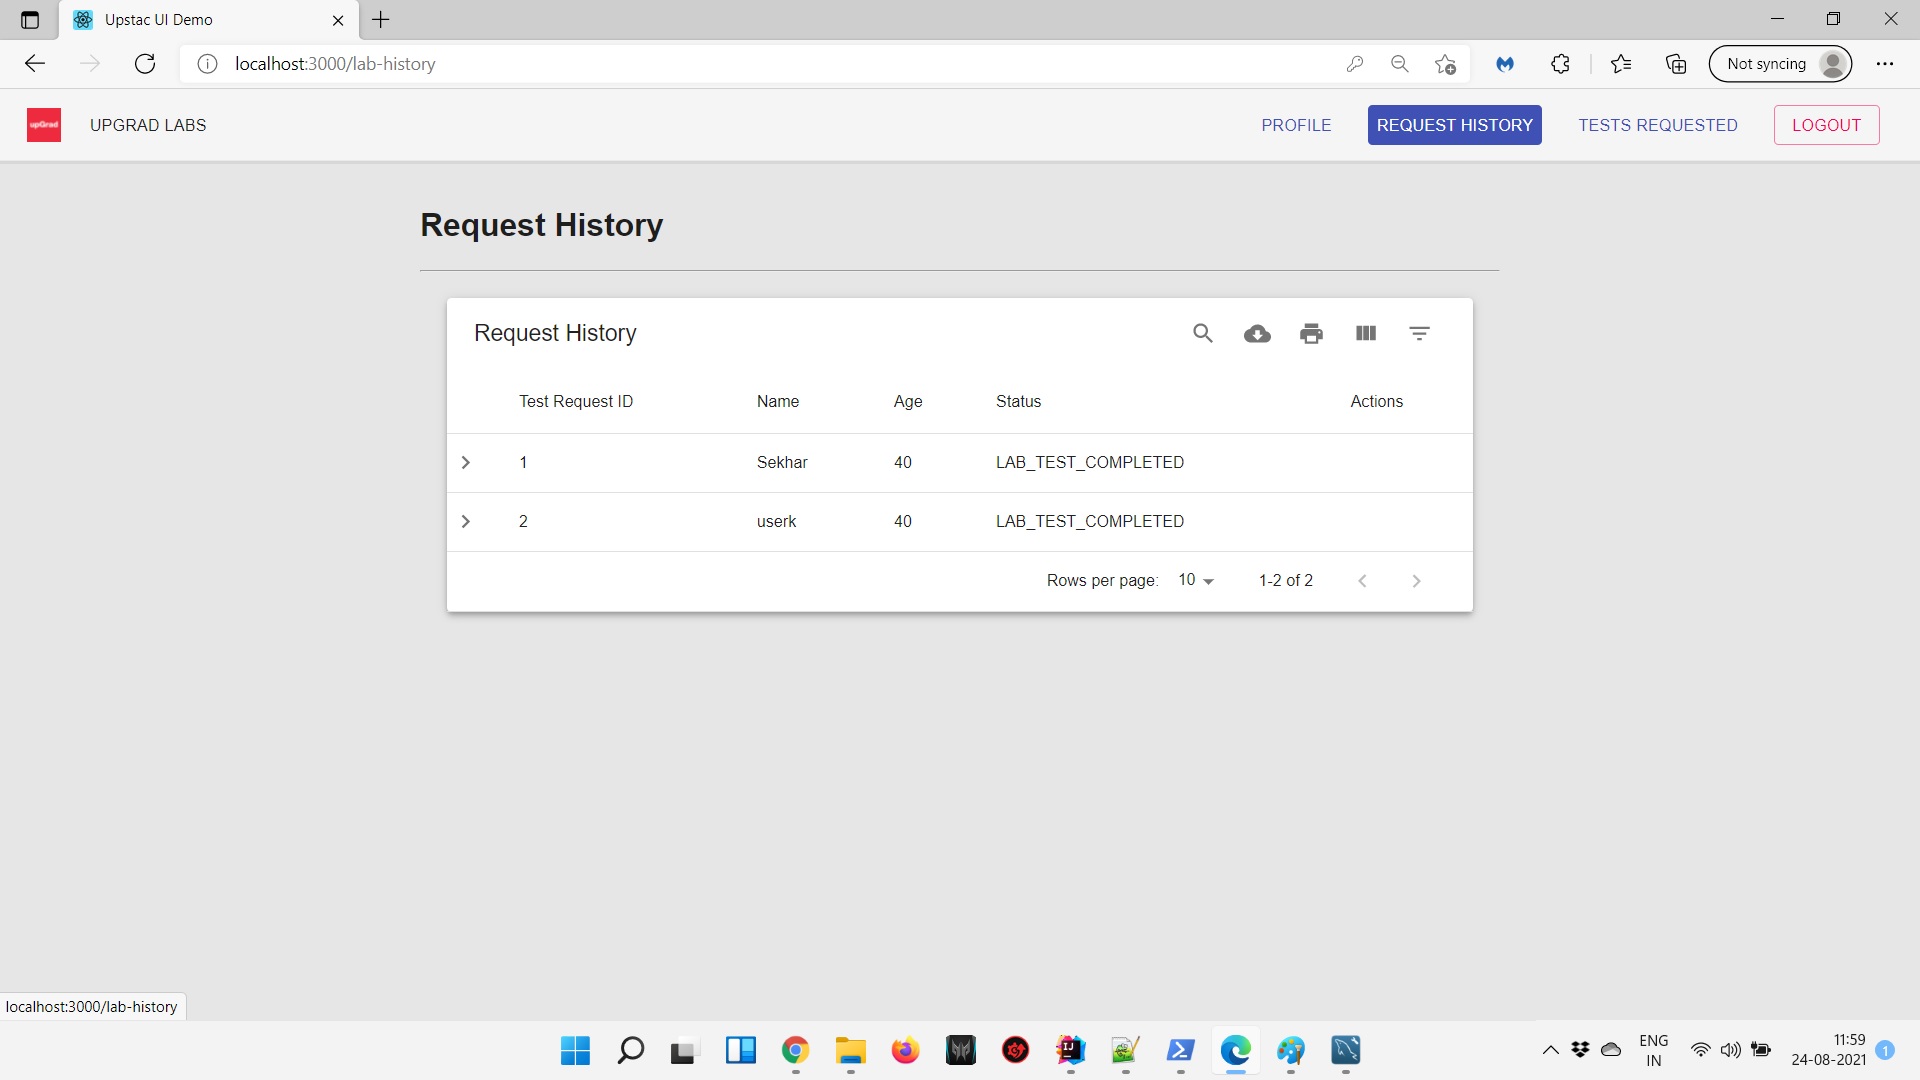 Upstac UI Demo
localhost:3000/lab-history
Not syncing
upGrad
UPGRAD LABS
PROFILE
REQUEST HISTORY
TESTS REQUESTED
LOGOUT
Request History
Request History
Test Request ID Name Age Status Actions
1 Sekhar 40 LAB_TEST_COMPLETED
2 userk 40 LAB_TEST_COMPLETED
Rows per page: 10 1-2 of 2
localhost:3000/lab-history
IJ
ENG
IN
11:59
24-08-2021
1